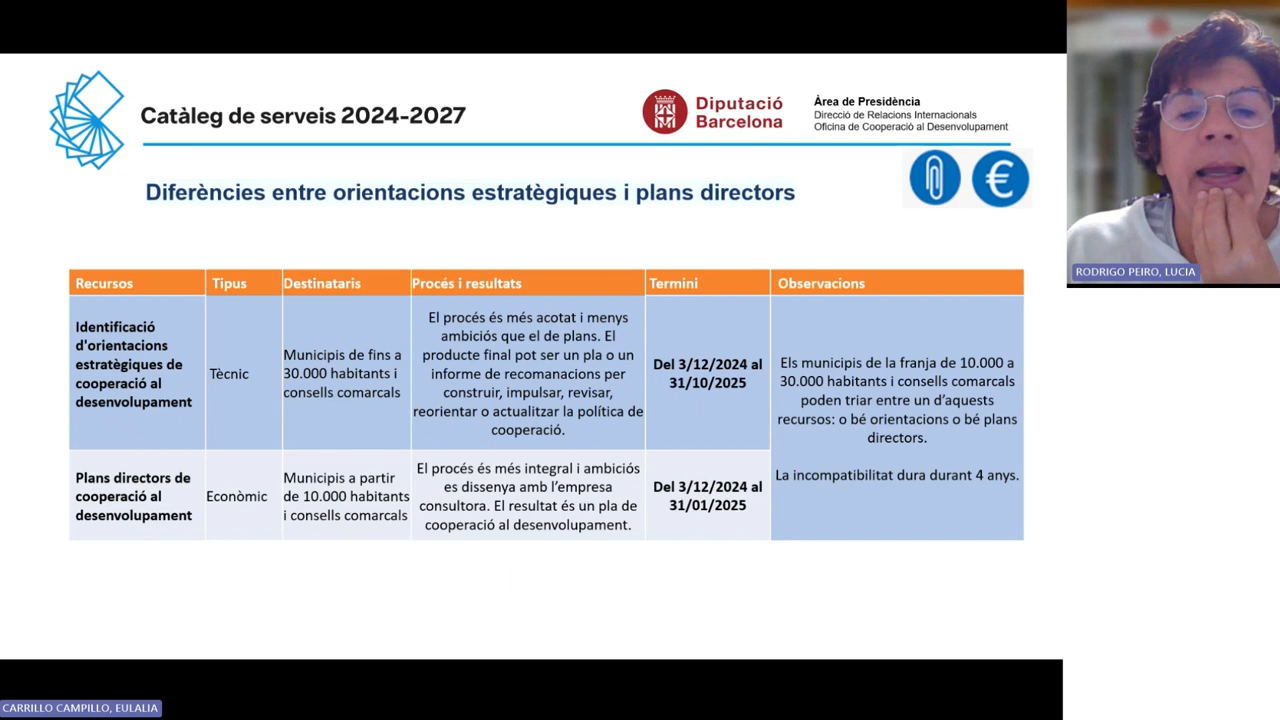 Catàleg de serveis 2024-2027
Diputació
Barcelona
Àrea de Presidència
Direcció de Relacions Internacionals
Oficina de Cooperació al Desenvolupament
Diferències entre orientacions estratègiques i plans directors
€
Recursos
Tipus
Destinataris
Procés i resultats
Termini
Observacions
Identificació
d'orientacions
estratègiques de
cooperació al
desenvolupament
Tècnic
Municipis de fins a
30.000 habitants i
consells comarcals
El procés és més acotat i menys
ambiciós que el de plans. El
producte final pot ser un pla o un
informe de recomanacions per
construir, impulsar, revisar,
reorientar o actualitzar la política de
cooperació.
Del 3/12/2024 al
31/10/2025
Els municipis de la franja de 10.000 a
30.000 habitants i consells comarcals
poden triar entre un d’aquests
recursos: o bé orientacions o bé plans
directors.
La incompatibilitat dura durant 4 anys.
Plans directors de
cooperació al
desenvolupament
Econòmic
Municipis a partir
de 10.000 habitants
i consells comarcals
El procés és més integral i ambiciós
es dissenya amb l’empresa
consultora. El resultat és un pla de
cooperació al desenvolupament.
Del 3/12/2024 al
31/01/2025
RODRIGO PEIRO, LUCIA
CARRILLO CAMPILLO, EULALIA